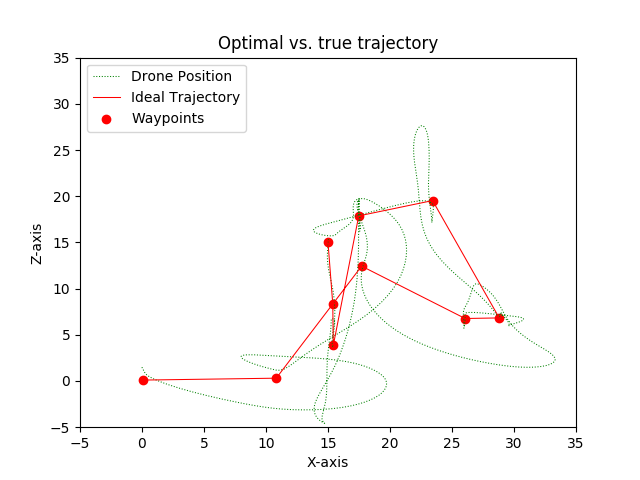 Optimal vs. true trajectory
Drone Position
Ideal Trajectory
Waypoints
Z-axis
35
30
25
20
15
10
5
0
−5
−5 0 5 10 15 20 25 30 35
X-axis